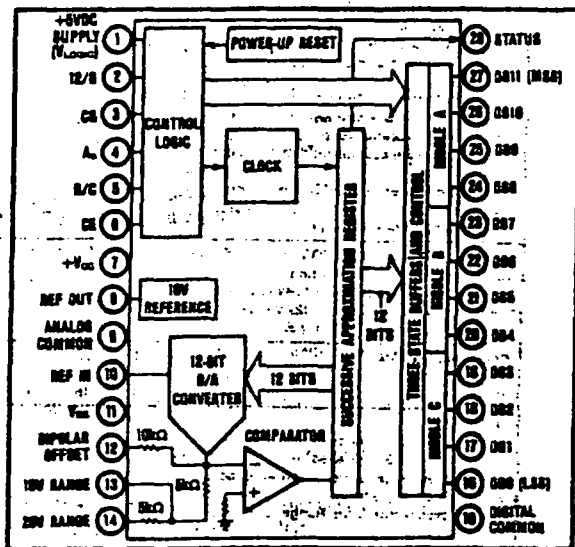 +5VDC
SUPPLY
(VLOGIC)
1
12/8
2
CS
3
A₀
4
R/C
5
CE
6
+VCC
7
REF OUT
8
ANALOG
COMMON
9
REF IN
10
VEE
11
BIPOLAR
OFFSET
12
10V RANGE
13
20V RANGE
14
CONTROL
LOGIC
POWER-UP RESET
CLOCK
10V
REFERENCE
12-BIT
D/A
CONVERTER
12 BITS
10kΩ
5kΩ
5kΩ
COMPARATOR
-
+
SUCCESSIVE APPROXIMATION REGISTER
12
BITS
THREE-STATE BUFFERS AND CONTROL
NIBBLE A
NIBBLE B
NIBBLE C
28 STATUS
27 DB11 (MSB)
26 DB10
25 DB9
24 DB8
23 DB7
22 DB6
21 DB5
20 DB4
19 DB3
18 DB2
17 DB1
16 DB0 (LSB)
15 DIGITAL
COMMON